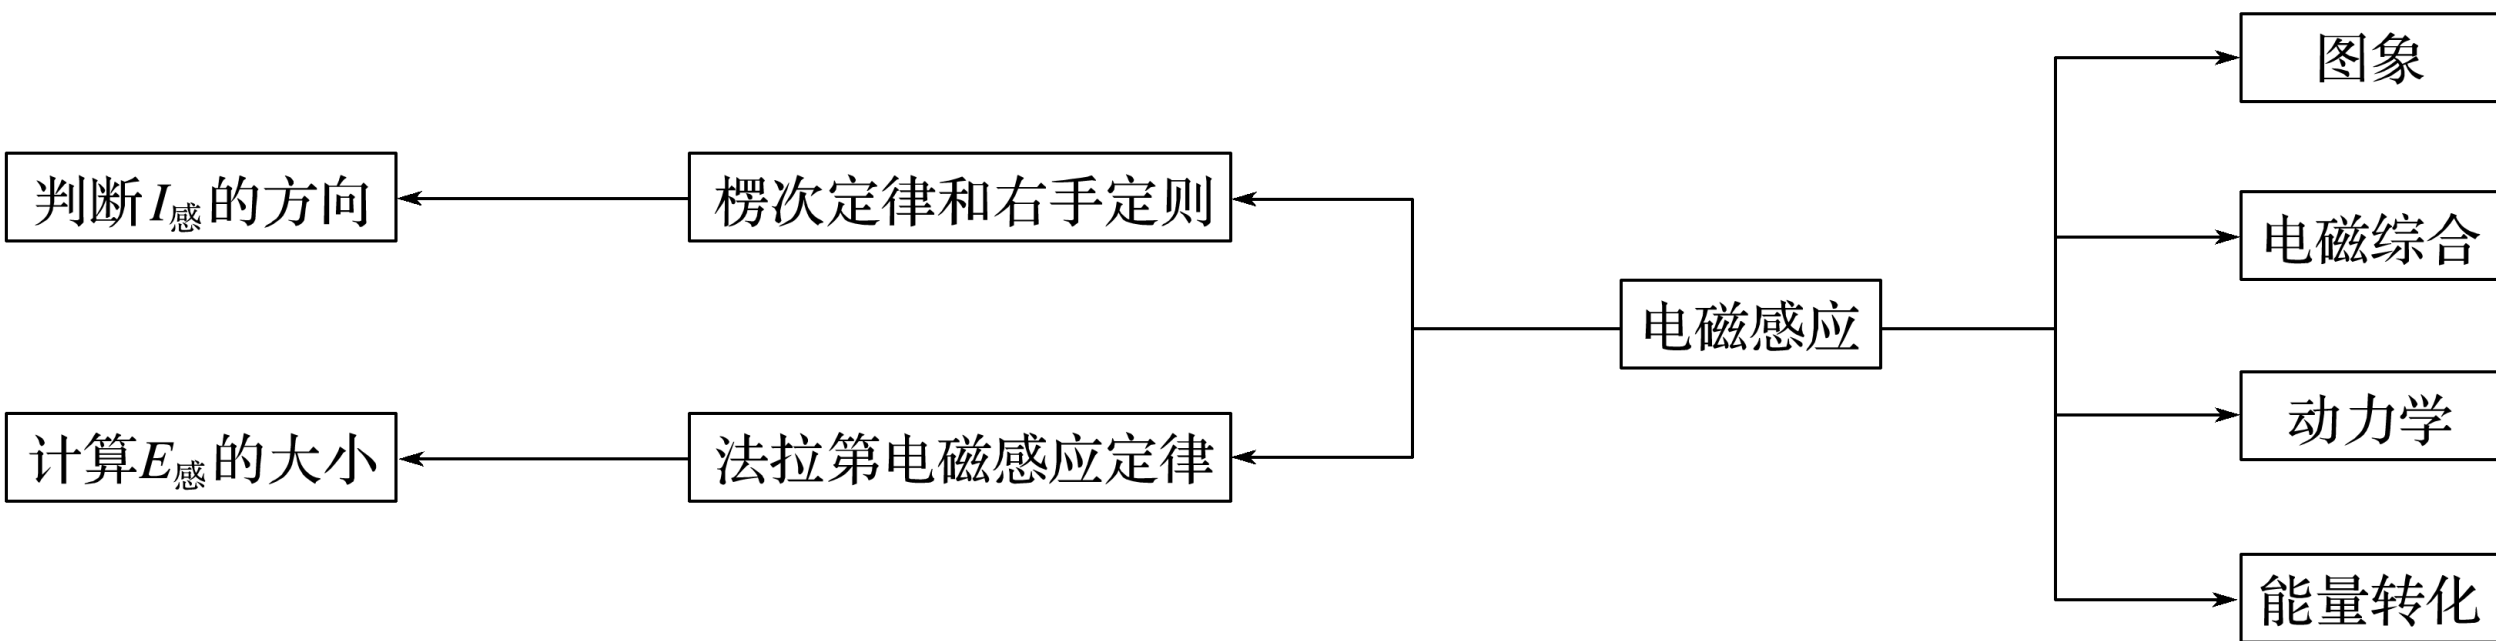 图象
判断I感的方向
楞次定律和右手定则
电磁综合
电磁感应
动力学
计算E感的大小
法拉第电磁感应定律
能量转化